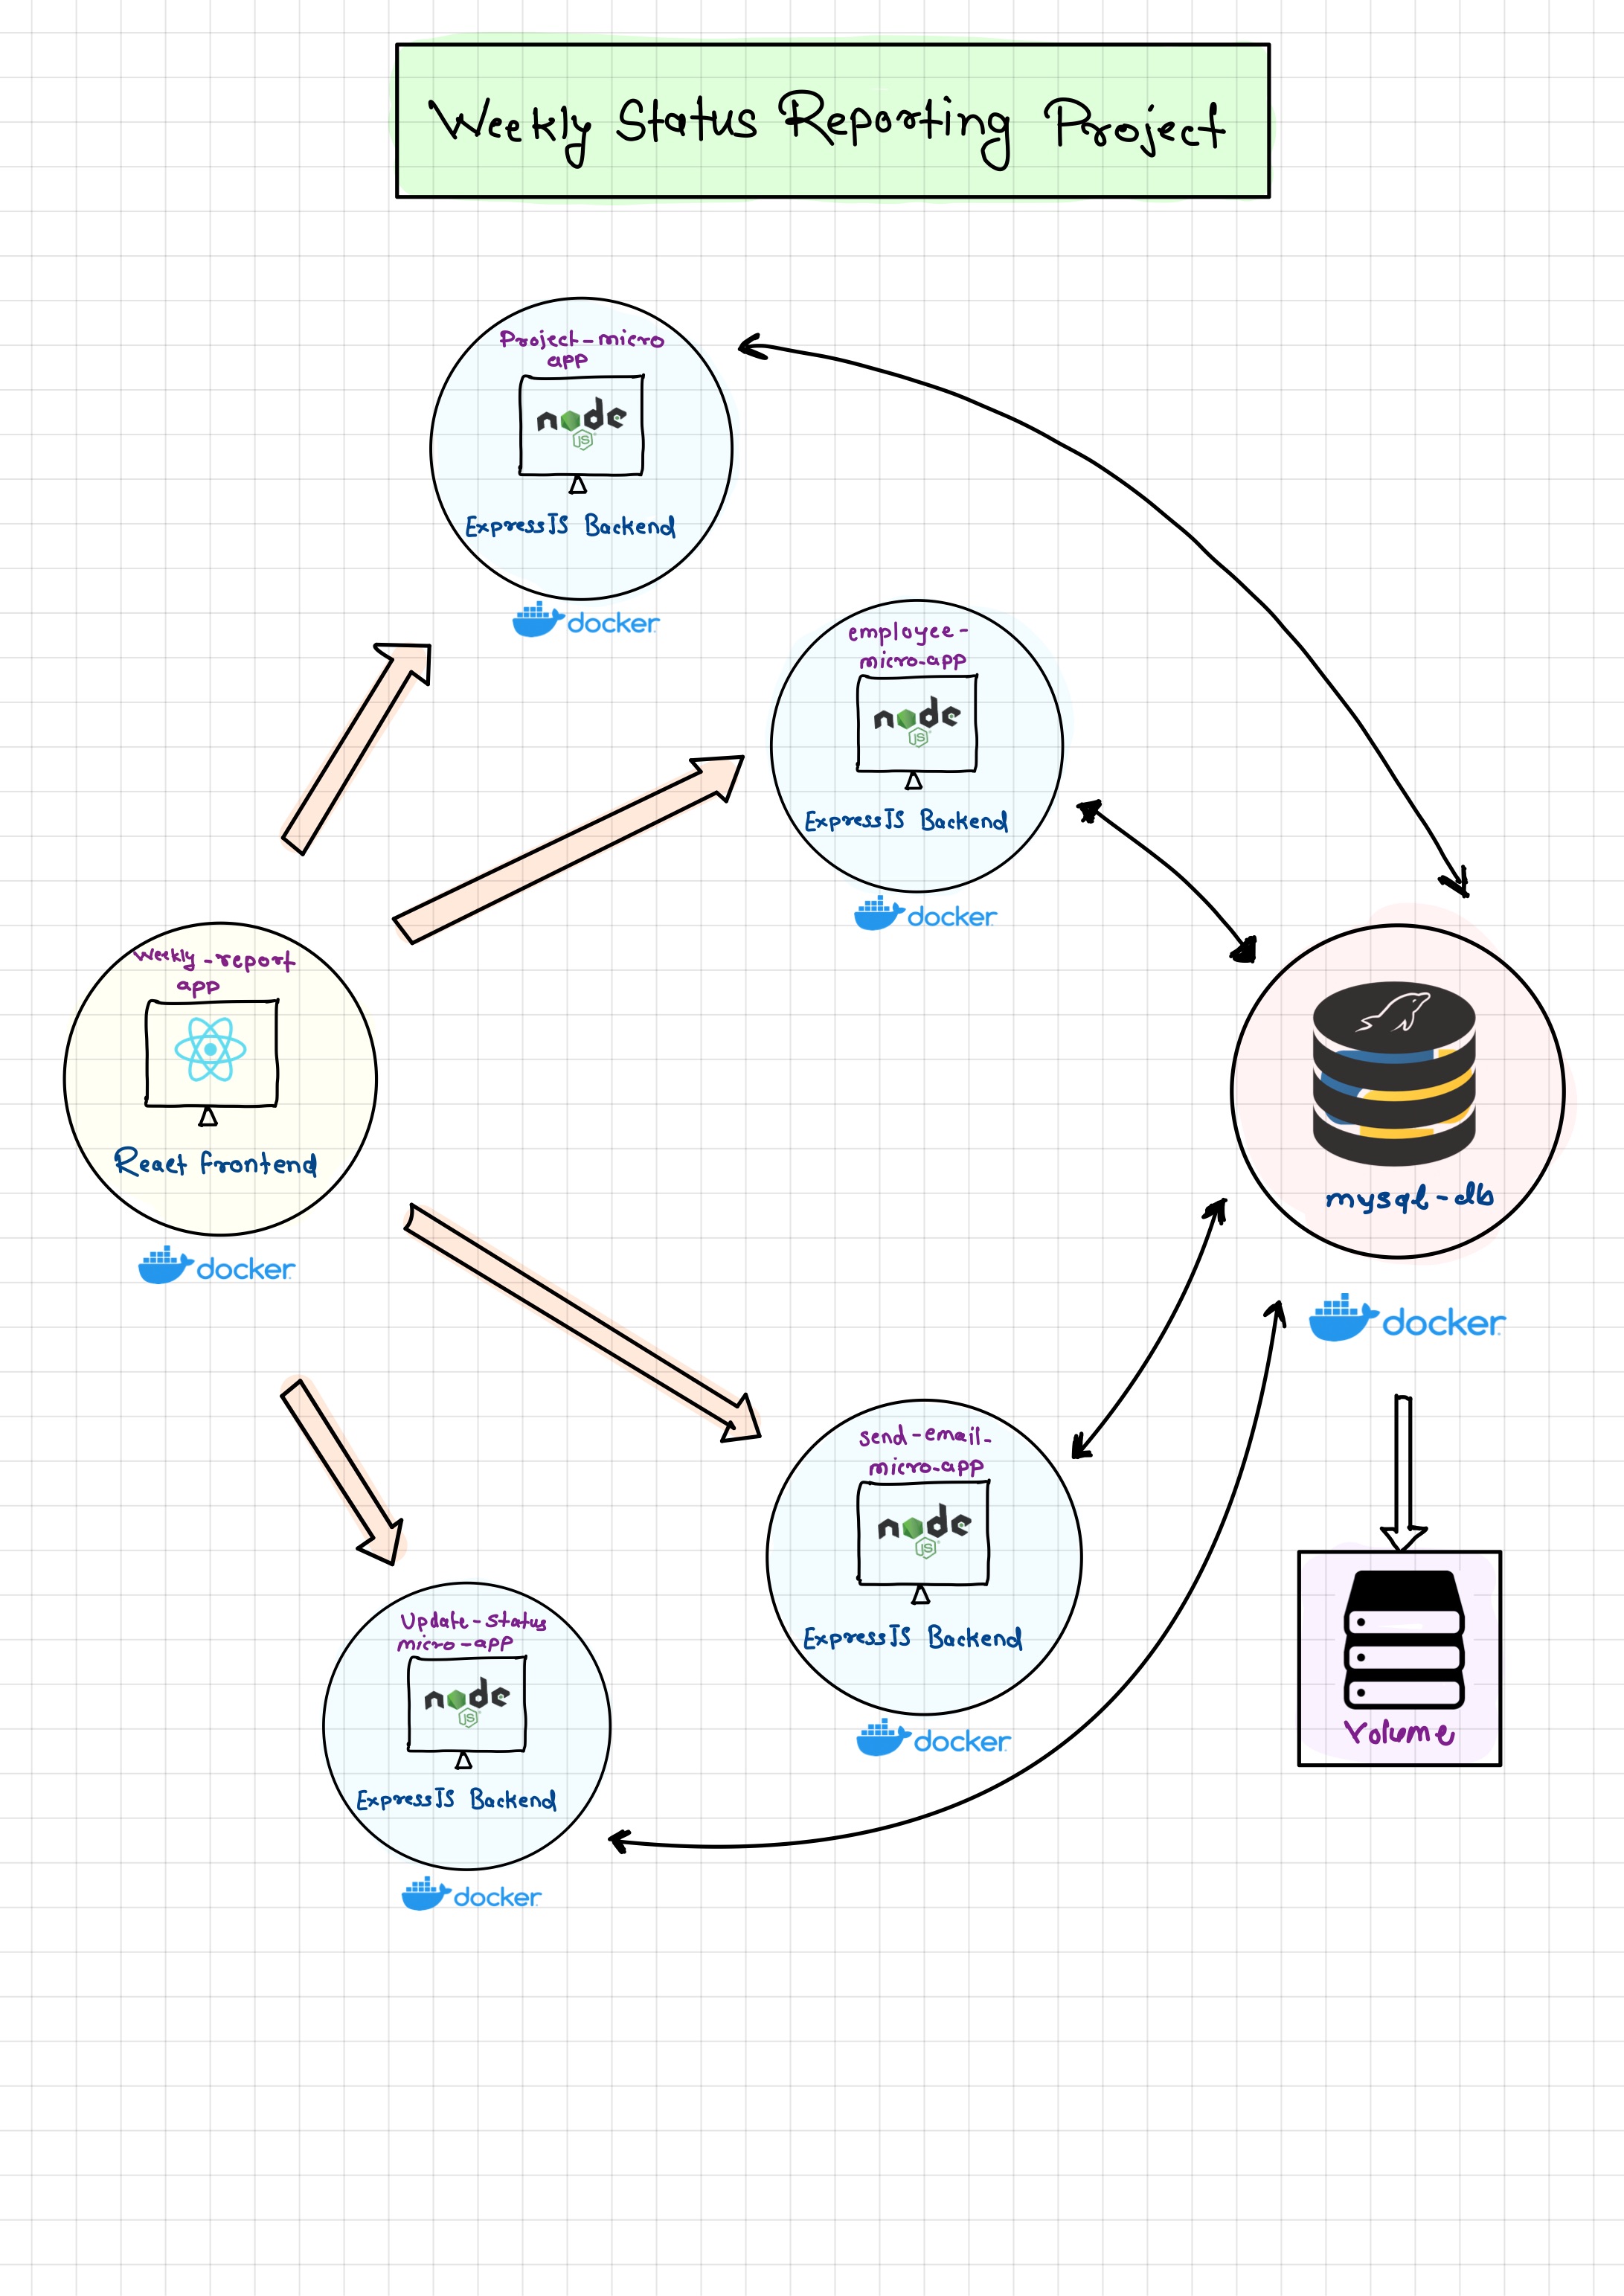 Weekly Status Reporting Project
Project-micro
app
node
JS
ExpressJS Backend
docker
employee-
micro-app
node
JS
ExpressJS Backend
docker
Weekly-report
app
React frontend
docker
mysql-db
docker
send-email-
micro-app
node
JS
ExpressJS Backend
docker
Update-Status
micro-app
node
JS
ExpressJS Backend
docker
Volume